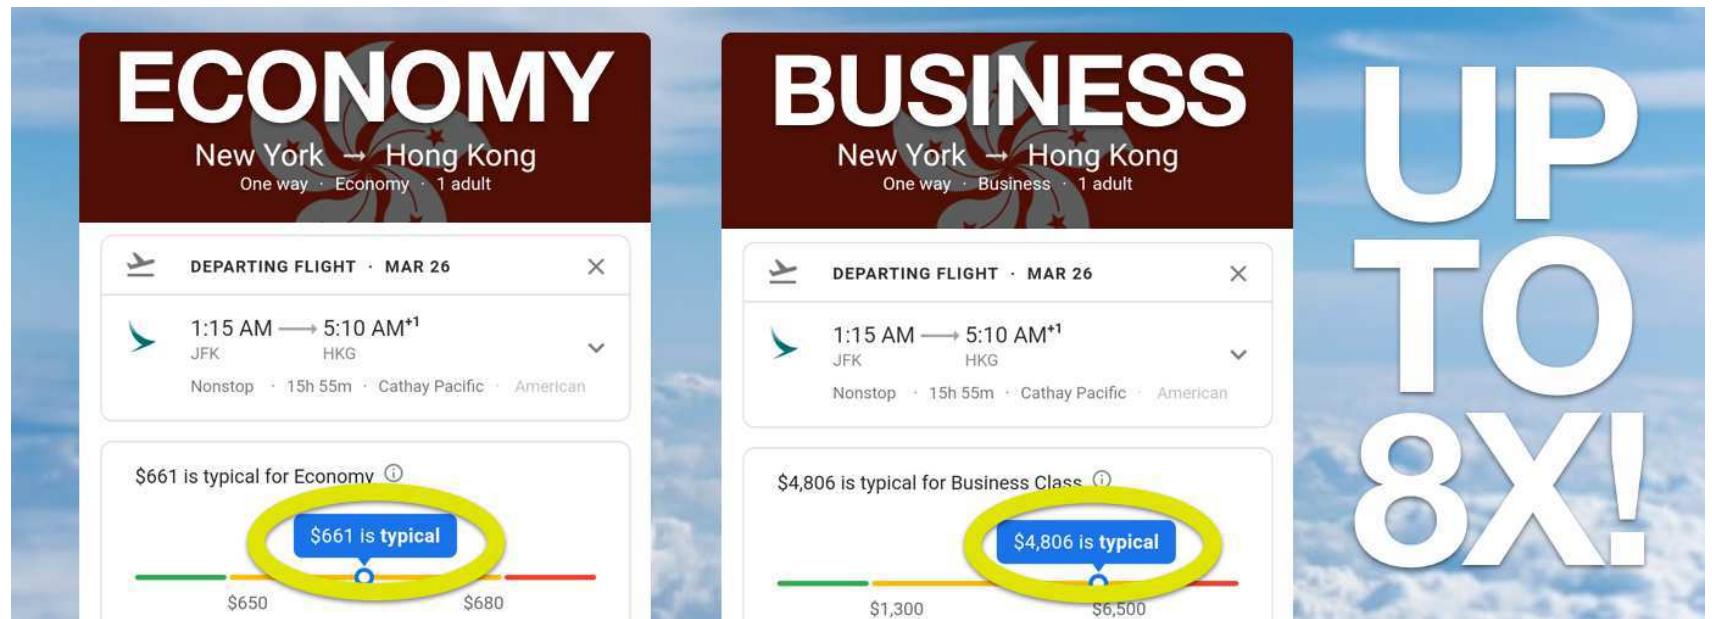 ECONOMY
New York → Hong Kong
One way · Economy · 1 adult
DEPARTING FLIGHT · MAR 26
1:15 AM → 5:10 AM+1
JFK HKG
Nonstop · 15h 55m · Cathay Pacific · American
$661 is typical for Economy
$661 is typical
$650 $680
BUSINESS
New York → Hong Kong
One way · Business · 1 adult
DEPARTING FLIGHT · MAR 26
1:15 AM → 5:10 AM+1
JFK HKG
Nonstop · 15h 55m · Cathay Pacific · American
$4,806 is typical for Business Class
$4,806 is typical
$1,300 $6,500
UP
TO
8X!